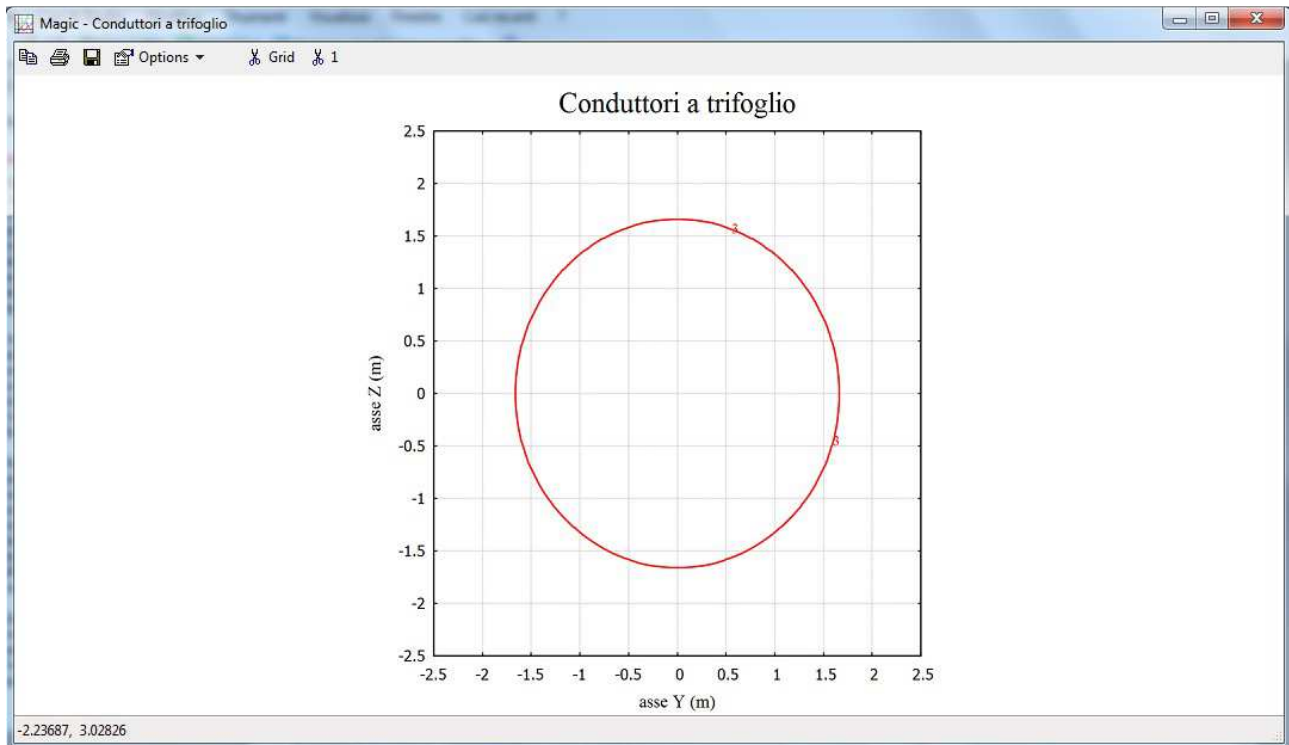 Magic - Conduttori a trifoglio
Options Grid 1
Conduttori a trifoglio
2.5
2
1.5
1
0.5
0
-0.5
-1
-1.5
-2
-2.5
asse Z (m)
3
3
-2.5 -2 -1.5 -1 -0.5 0 0.5 1 1.5 2 2.5
asse Y (m)
-2.23687, 3.02826